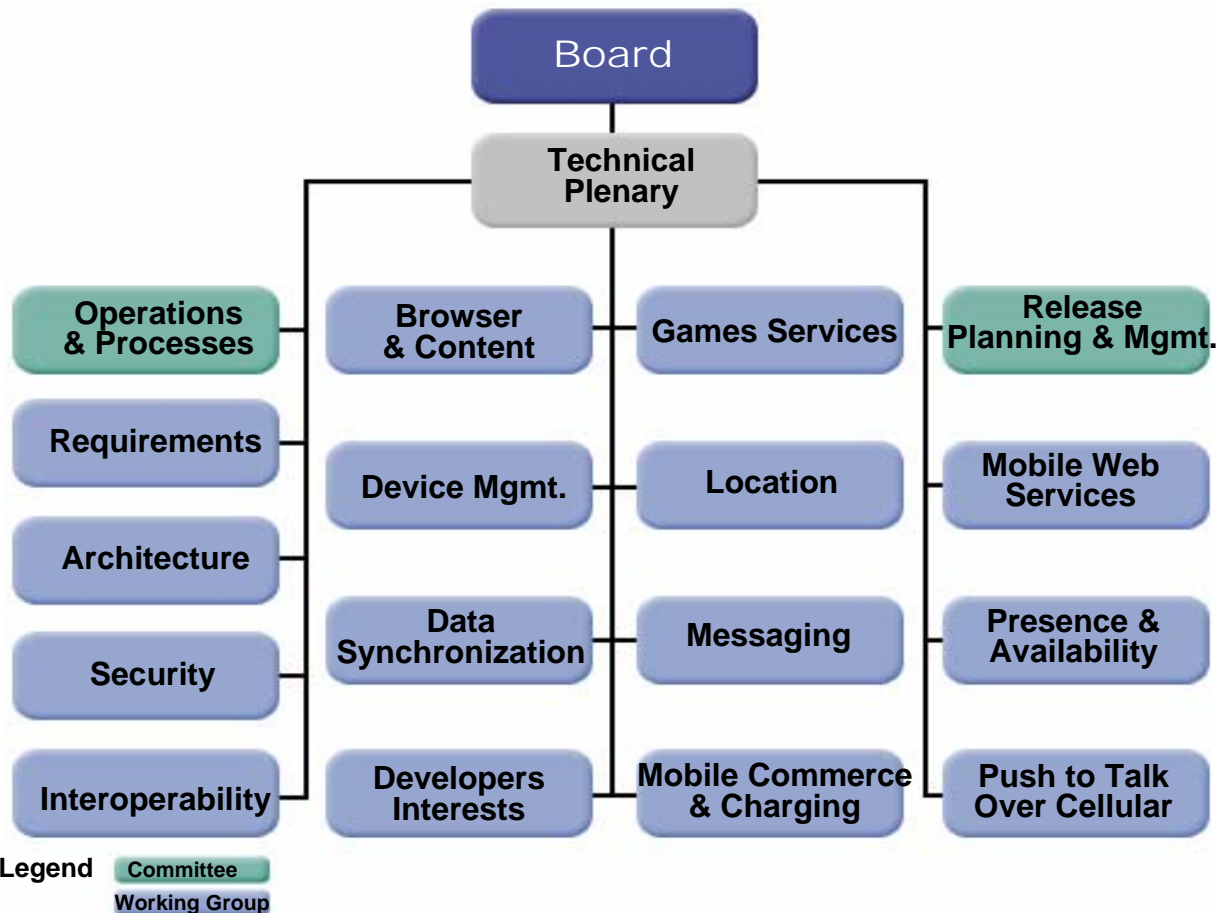 Board
Technical
Plenary
Operations
& Processes
Browser
& Content
Games Services
Release
Planning & Mgmt.
Requirements
Device Mgmt.
Location
Mobile Web
Services
Architecture
Data
Synchronization
Messaging
Presence &
Availability
Security
Interoperability
Developers
Interests
Mobile Commerce
& Charging
Push to Talk
Over Cellular
Legend
Committee
Working Group